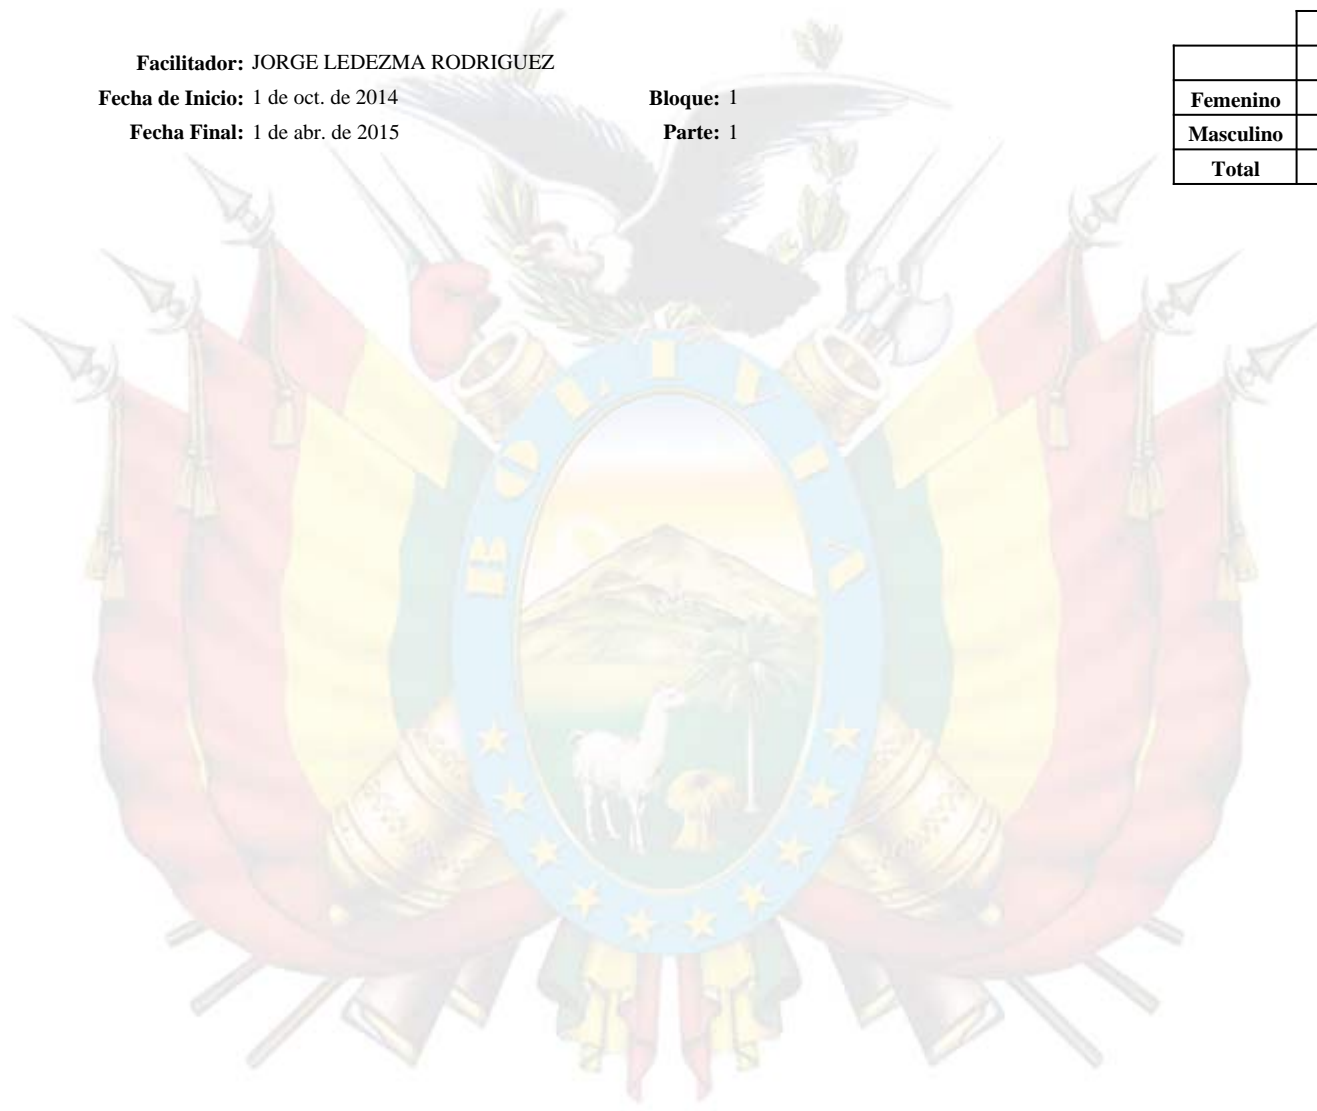 Facilitador: JORGE LEDEZMA RODRIGUEZ
Fecha de Inicio: 1 de oct. de 2014 Bloque: 1
Fecha Final: 1 de abr. de 2015 Parte: 1
Femenino
Masculino
Total
BOLIVIA